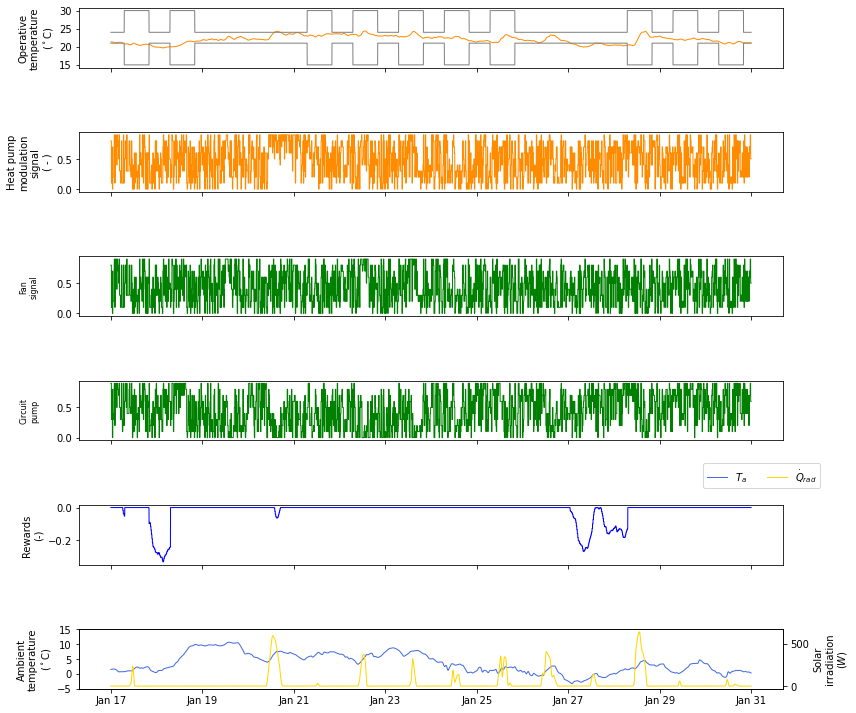 Operative
temperature
(°C)
30
25
20
15
Heat pump
modulation
signal
( - )
0.5
0.0
Fan
signal
0.5
0.0
Circuit
pump
0.5
0.0
T_a
Q̇_rad
Rewards
(-)
0.0
−0.2
Ambient
temperature
(°C)
15
10
5
0
−5
500
0
Solar
irradiation
(W)
Jan 17 Jan 19 Jan 21 Jan 23 Jan 25 Jan 27 Jan 29 Jan 31